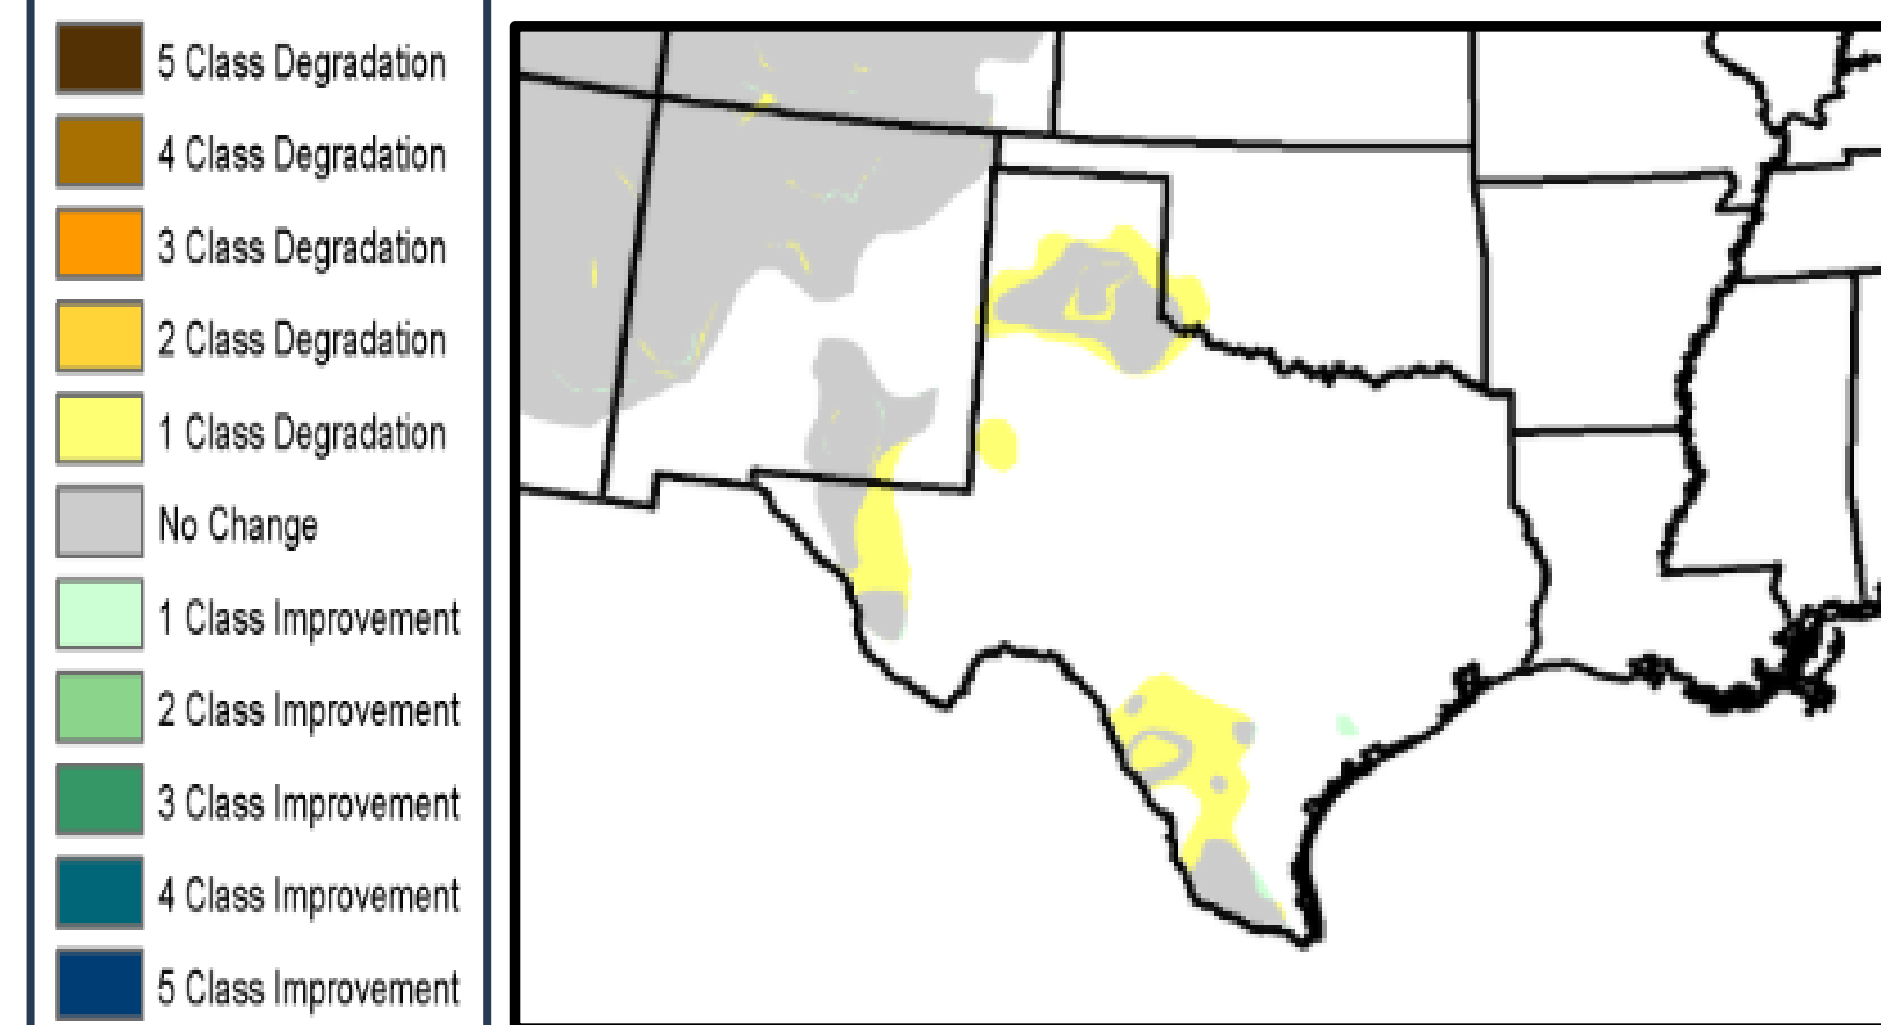 5 Class Degradation
4 Class Degradation
3 Class Degradation
2 Class Degradation
1 Class Degradation
No Change
1 Class Improvement
2 Class Improvement
3 Class Improvement
4 Class Improvement
5 Class Improvement